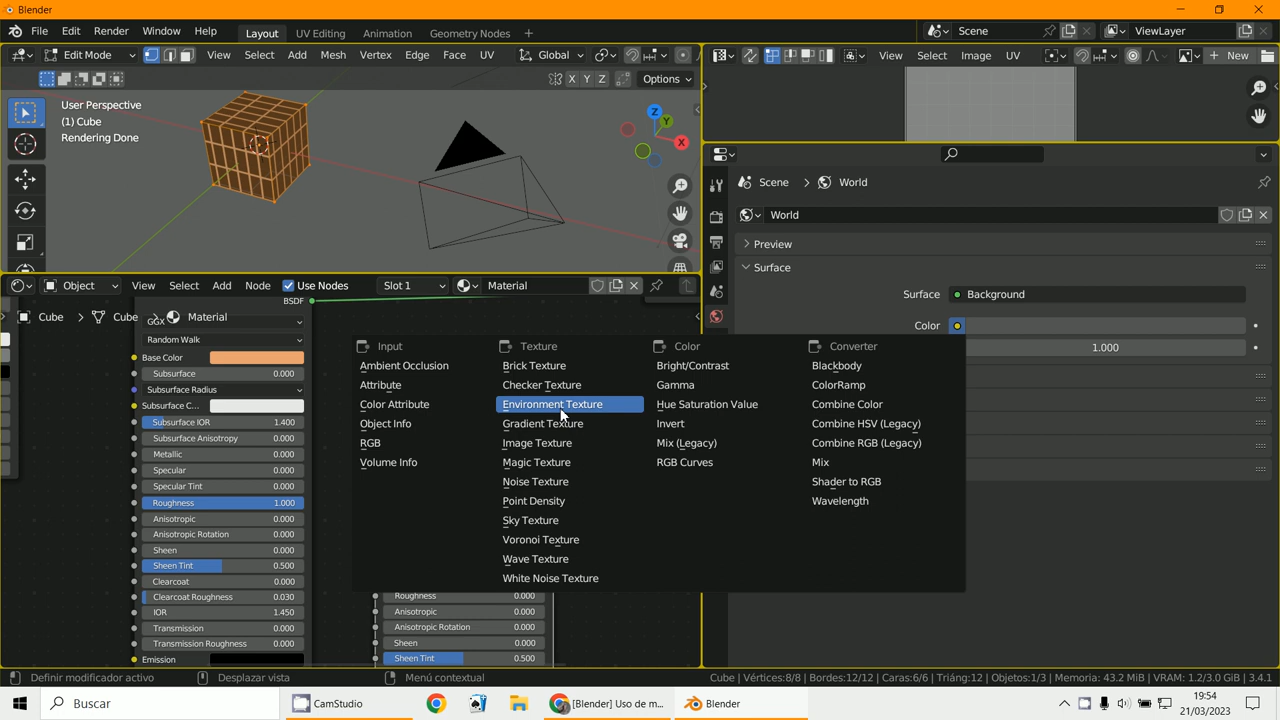 Blender
File Edit Render Window Help Layout UV Editing Animation Geometry Nodes + Scene ViewLayer
Edit Mode View Select Add Mesh Vertex Edge Face UV Global
X Y Z Options
User Perspective
(1) Cube
Rendering Done
Z
Y
X
View Select Image UV New
Scene > World
World
Preview
Surface
Surface Background
Color
1.000
Object View Select Add Node Use Nodes Slot 1 Material
BSDF
Cube > Cube > Material
GGX
Random Walk
Base Color
Subsurface 0.000
Subsurface Radius
Subsurface C...
Subsurface IOR 1.400
Subsurface Anisotropy 0.000
Metallic 0.000
Specular 0.000
Specular Tint 0.000
Roughness 1.000
Anisotropic 0.000
Anisotropic Rotation 0.000
Sheen 0.000
Sheen Tint 0.500
Clearcoat 0.000
Clearcoat Roughness 0.030
IOR 1.450
Transmission 0.000
Transmission Roughness 0.000
Emission
Input
Ambient Occlusion
Attribute
Color Attribute
Object Info
RGB
Volume Info
Texture
Brick Texture
Checker Texture
Environment Texture
Gradient Texture
Image Texture
Magic Texture
Noise Texture
Point Density
Sky Texture
Voronoi Texture
Wave Texture
White Noise Texture
Color
Bright/Contrast
Gamma
Hue Saturation Value
Invert
Mix (Legacy)
RGB Curves
Converter
Blackbody
ColorRamp
Combine Color
Combine HSV (Legacy)
Combine RGB (Legacy)
Mix
Shader to RGB
Wavelength
Roughness 0.000
Anisotropic 0.000
Anisotropic Rotation 0.000
Sheen 0.000
Sheen Tint 0.500
Definir modificador activo Desplazar vista Menú contextual Cube | Vértices:8/8 | Bordes:12/12 | Caras:6/6 | Triáng:12 | Objetos:1/3 | Memoria: 43.2 MiB | VRAM: 1.2/3.0 GiB | 3.4.1
Buscar CamStudio [Blender] Uso de m... Blender
19:54
21/03/2023